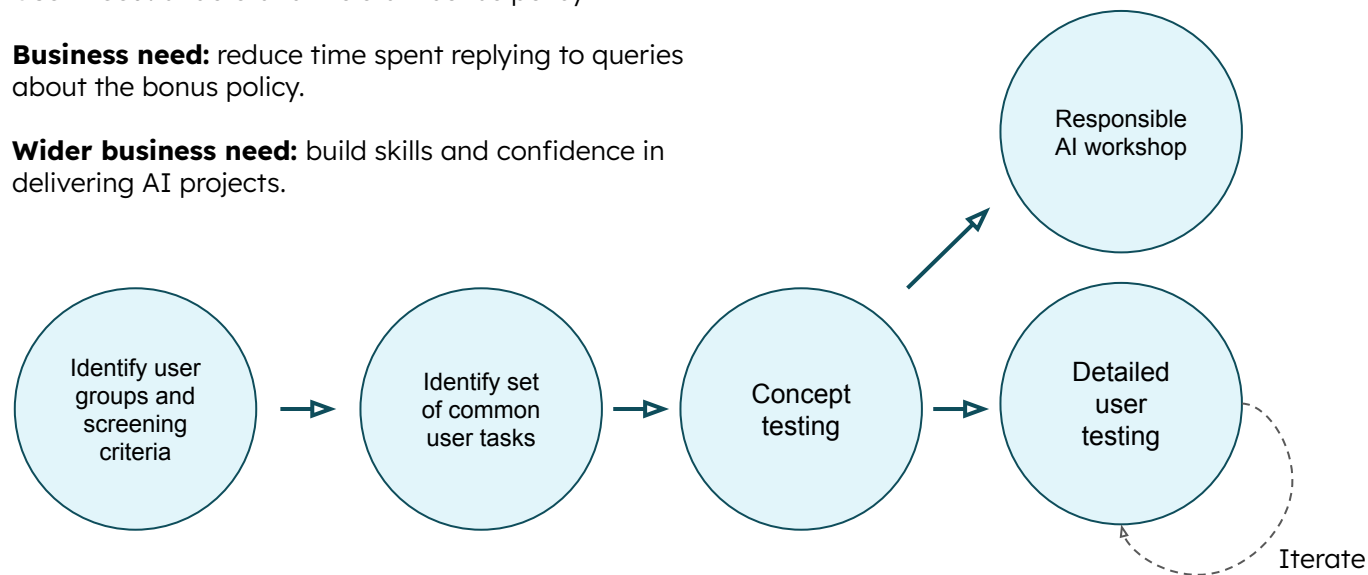 Business need: reduce time spent replying to queries
about the bonus policy.
Wider business need: build skills and confidence in
delivering AI projects.
Responsible
AI workshop
Identify user
groups and
screening
criteria
Identify set
of common
user tasks
Concept
testing
Detailed
user
testing
Iterate